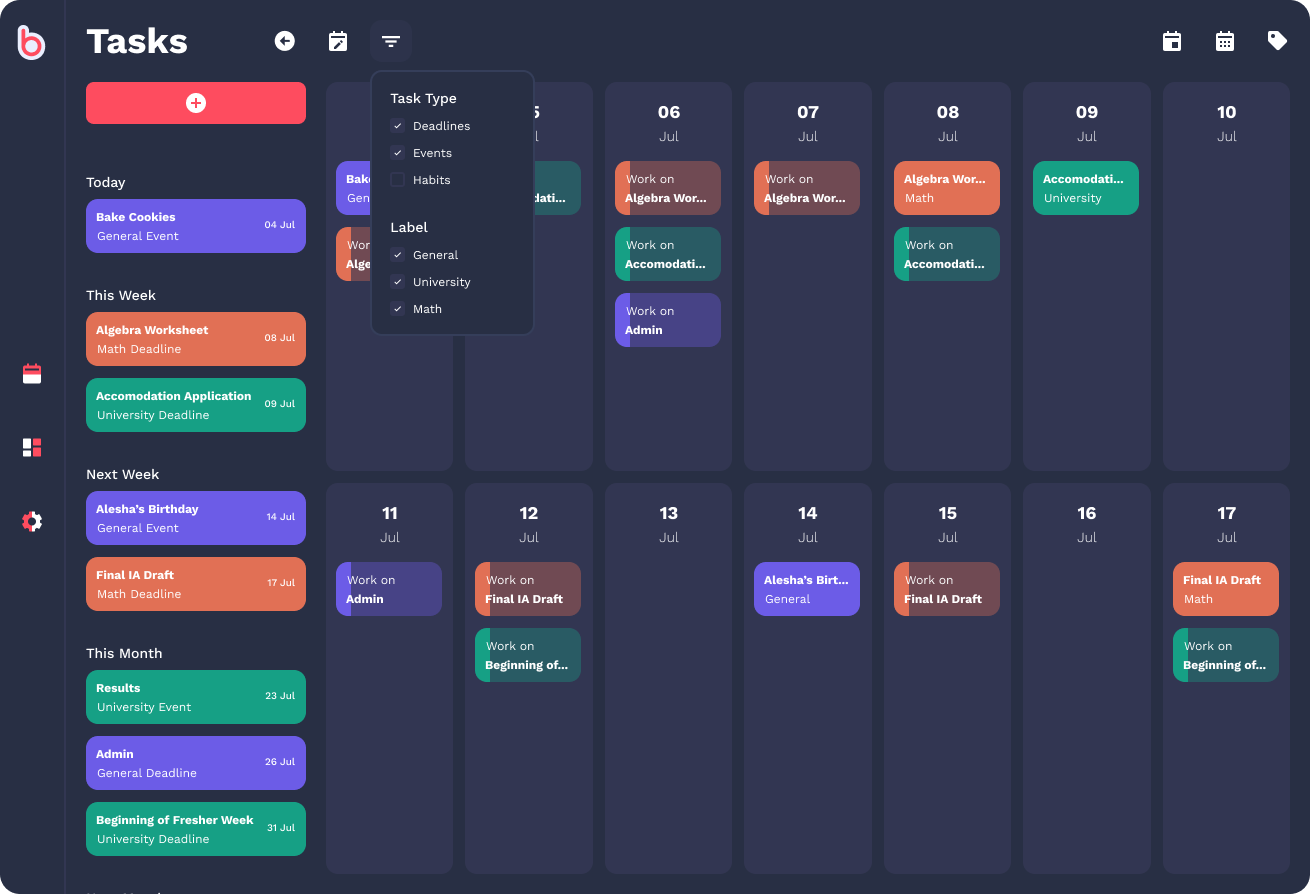 Tasks
Today
Bake Cookies
General Event
04 Jul
This Week
Algebra Worksheet
Math Deadline
08 Jul
Accomodation Application
University Deadline
09 Jul
Next Week
Alesha’s Birthday
General Event
14 Jul
Final IA Draft
Math Deadline
17 Jul
This Month
Results
University Event
23 Jul
Admin
General Deadline
26 Jul
Beginning of Fresher Week
University Deadline
31 Jul
Task Type
Deadlines
Events
Habits
Label
General
University
Math
06
Jul
Work on
Algebra Wor...
Work on
Accomodati...
Work on
Admin
07
Jul
Work on
Algebra Wor...
08
Jul
Algebra Wor...
Math
Work on
Accomodati...
09
Jul
Accomodati...
University
10
Jul
11
Jul
Work on
Admin
12
Jul
Work on
Final IA Draft
Work on
Beginning of...
13
Jul
14
Jul
Alesha’s Birt...
General
15
Jul
Work on
Final IA Draft
16
Jul
17
Jul
Final IA Draft
Math
Work on
Beginning of...